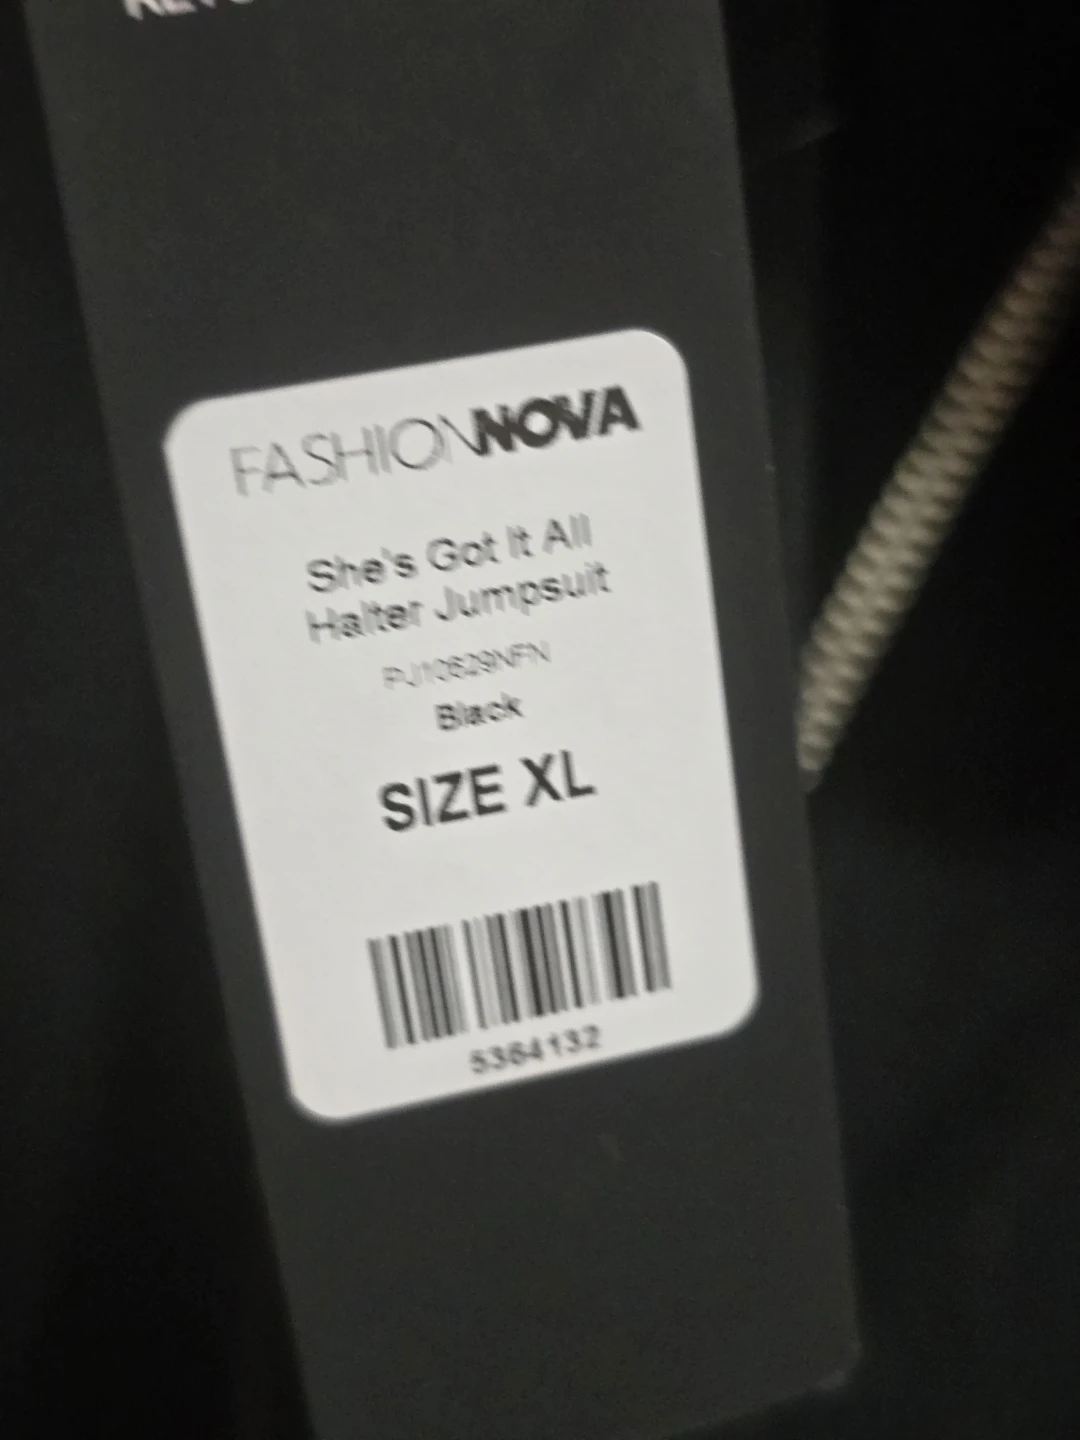 FASHIONNOVA
She's Got It All
Halter Jumpsuit
PJ10629NFN
Black
SIZE XL
5364132